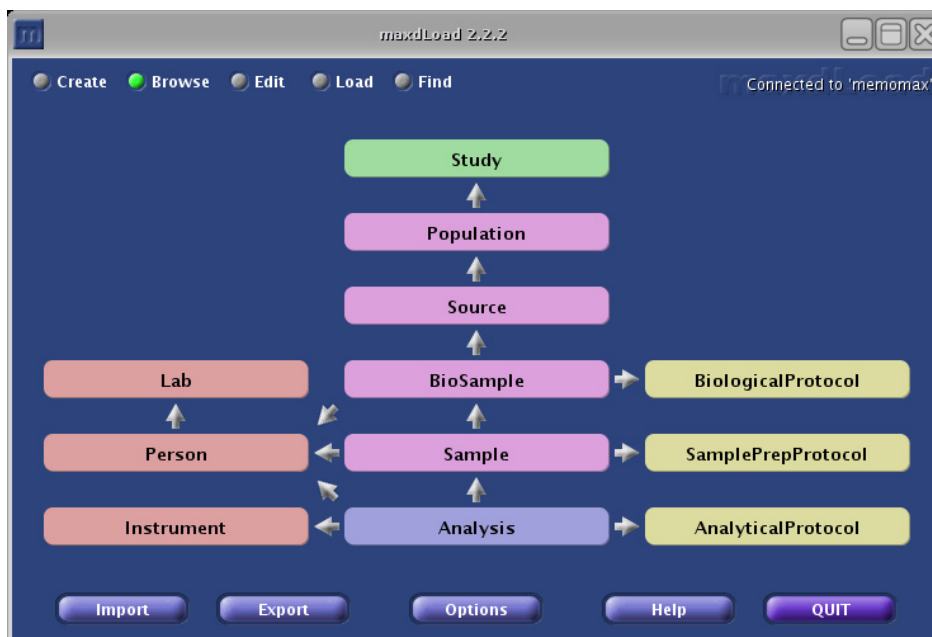 m maxdLoad 2.2.2
Create Browse Edit Load Find maxdLoad Connected to 'memomax'
Study
Population
Source
Lab BioSample BiologicalProtocol
Person Sample SamplePrepProtocol
Instrument Analysis AnalyticalProtocol
Import Export Options Help QUIT